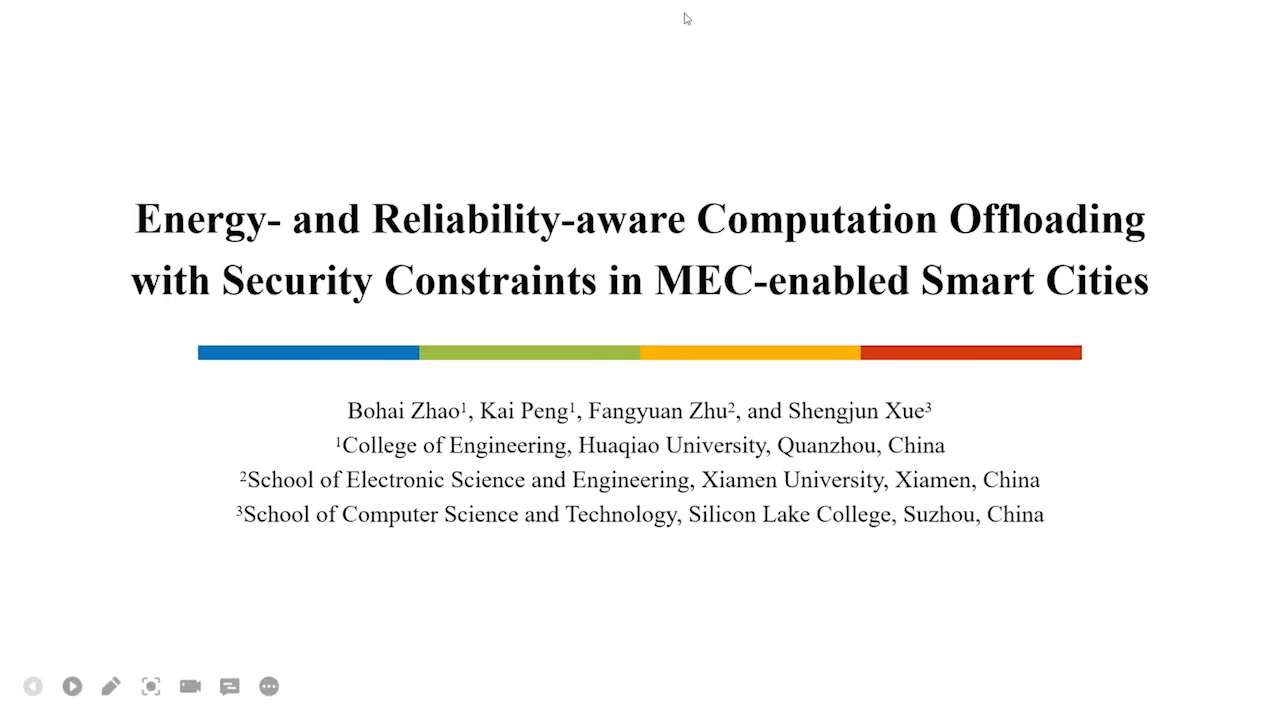 Energy- and Reliability-aware Computation Offloading
with Security Constraints in MEC-enabled Smart Cities
Bohai Zhao¹, Kai Peng¹, Fangyuan Zhu², and Shengjun Xue³
¹College of Engineering, Huaqiao University, Quanzhou, China
²School of Electronic Science and Engineering, Xiamen University, Xiamen, China
³School of Computer Science and Technology, Silicon Lake College, Suzhou, China